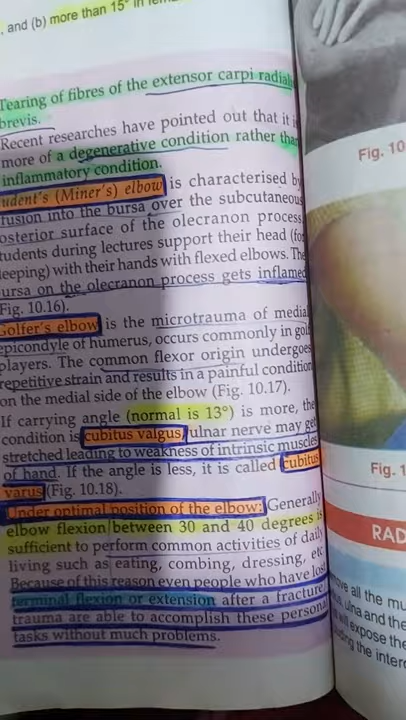 , and (b) more than 15° in fem
Tearing of fibres of the extensor carpi radialis
brevis.
Recent researches have pointed out that it i
more of a degenerative condition rather than
inflammatory condition.
udent's (Miner's) elbow is characterised by
fusion into the bursa over the subcutaneous
osterior surface of the olecranon process.
tudents during lectures support their head (for
leeping) with their hands with flexed elbows. The
ursa on the olecranon process gets inflamed
Fig. 10.16).
Golfer's elbow is the microtrauma of medial
epicondyle of humerus, occurs commonly in golf
players. The common flexor origin undergoes
repetitive strain and results in a painful condition
on the medial side of the elbow (Fig. 10.17).
If carrying angle (normal is 13°) is more, the
condition is cubitus valgus, ulnar nerve may get
stretched leading to weakness of intrinsic muscles
of hand. If the angle is less, it is called cubitus
varus (Fig. 10.18).
Under optimal position of the elbow: Generally
elbow flexion between 30 and 40 degrees is
sufficient to perform common activities of daily
living such as eating, combing, dressing, etc
Because of this reason even people who have lost
terminal flexion or extension after a fracture
trauma are able to accomplish these personal
tasks without much problems.
Fig. 10
Fig. 1
RAD
ove all the mu
ulna and the
will expose the
ding the inter